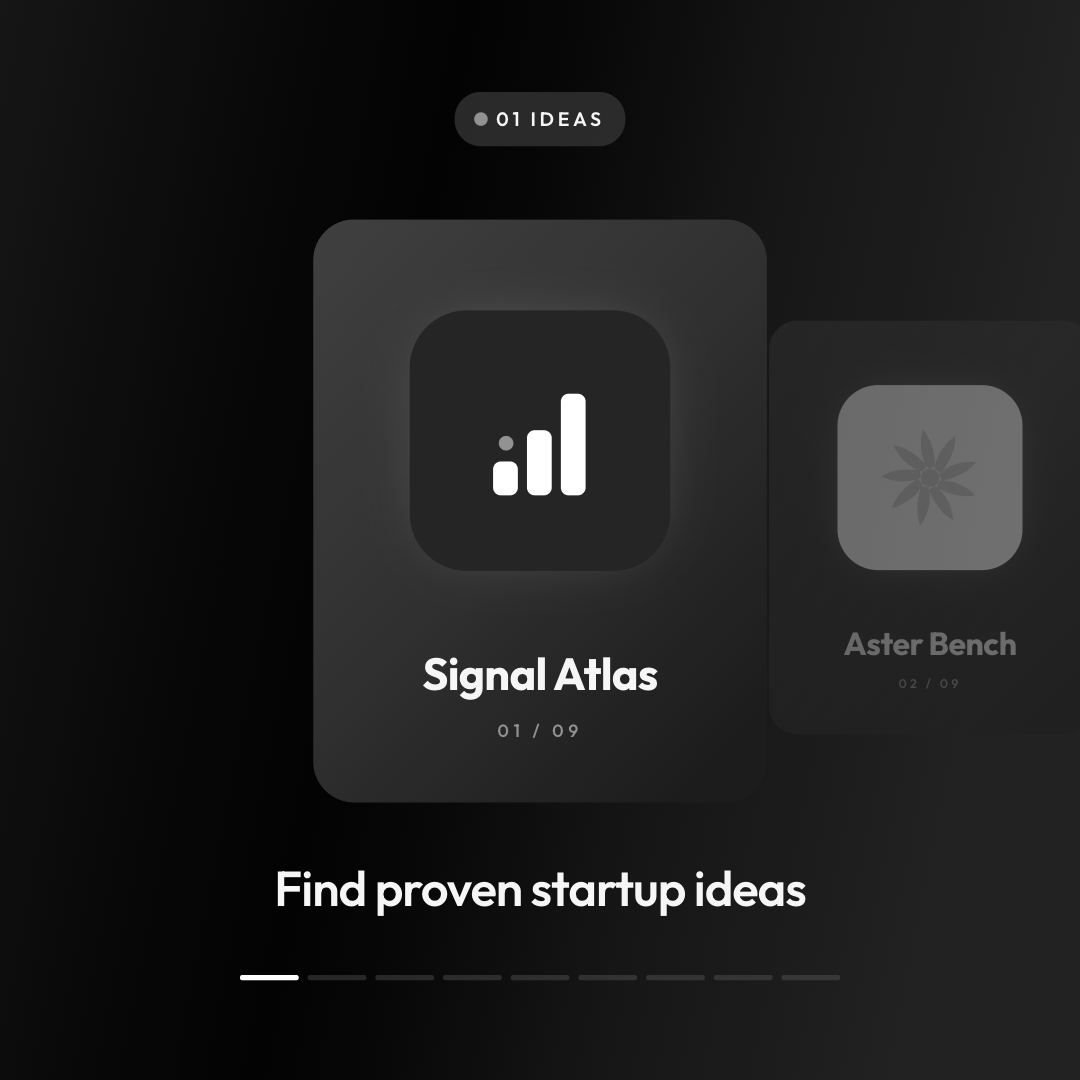 01 IDEAS
Signal Atlas
01 / 09
Aster Bench
02 / 09
Find proven startup ideas